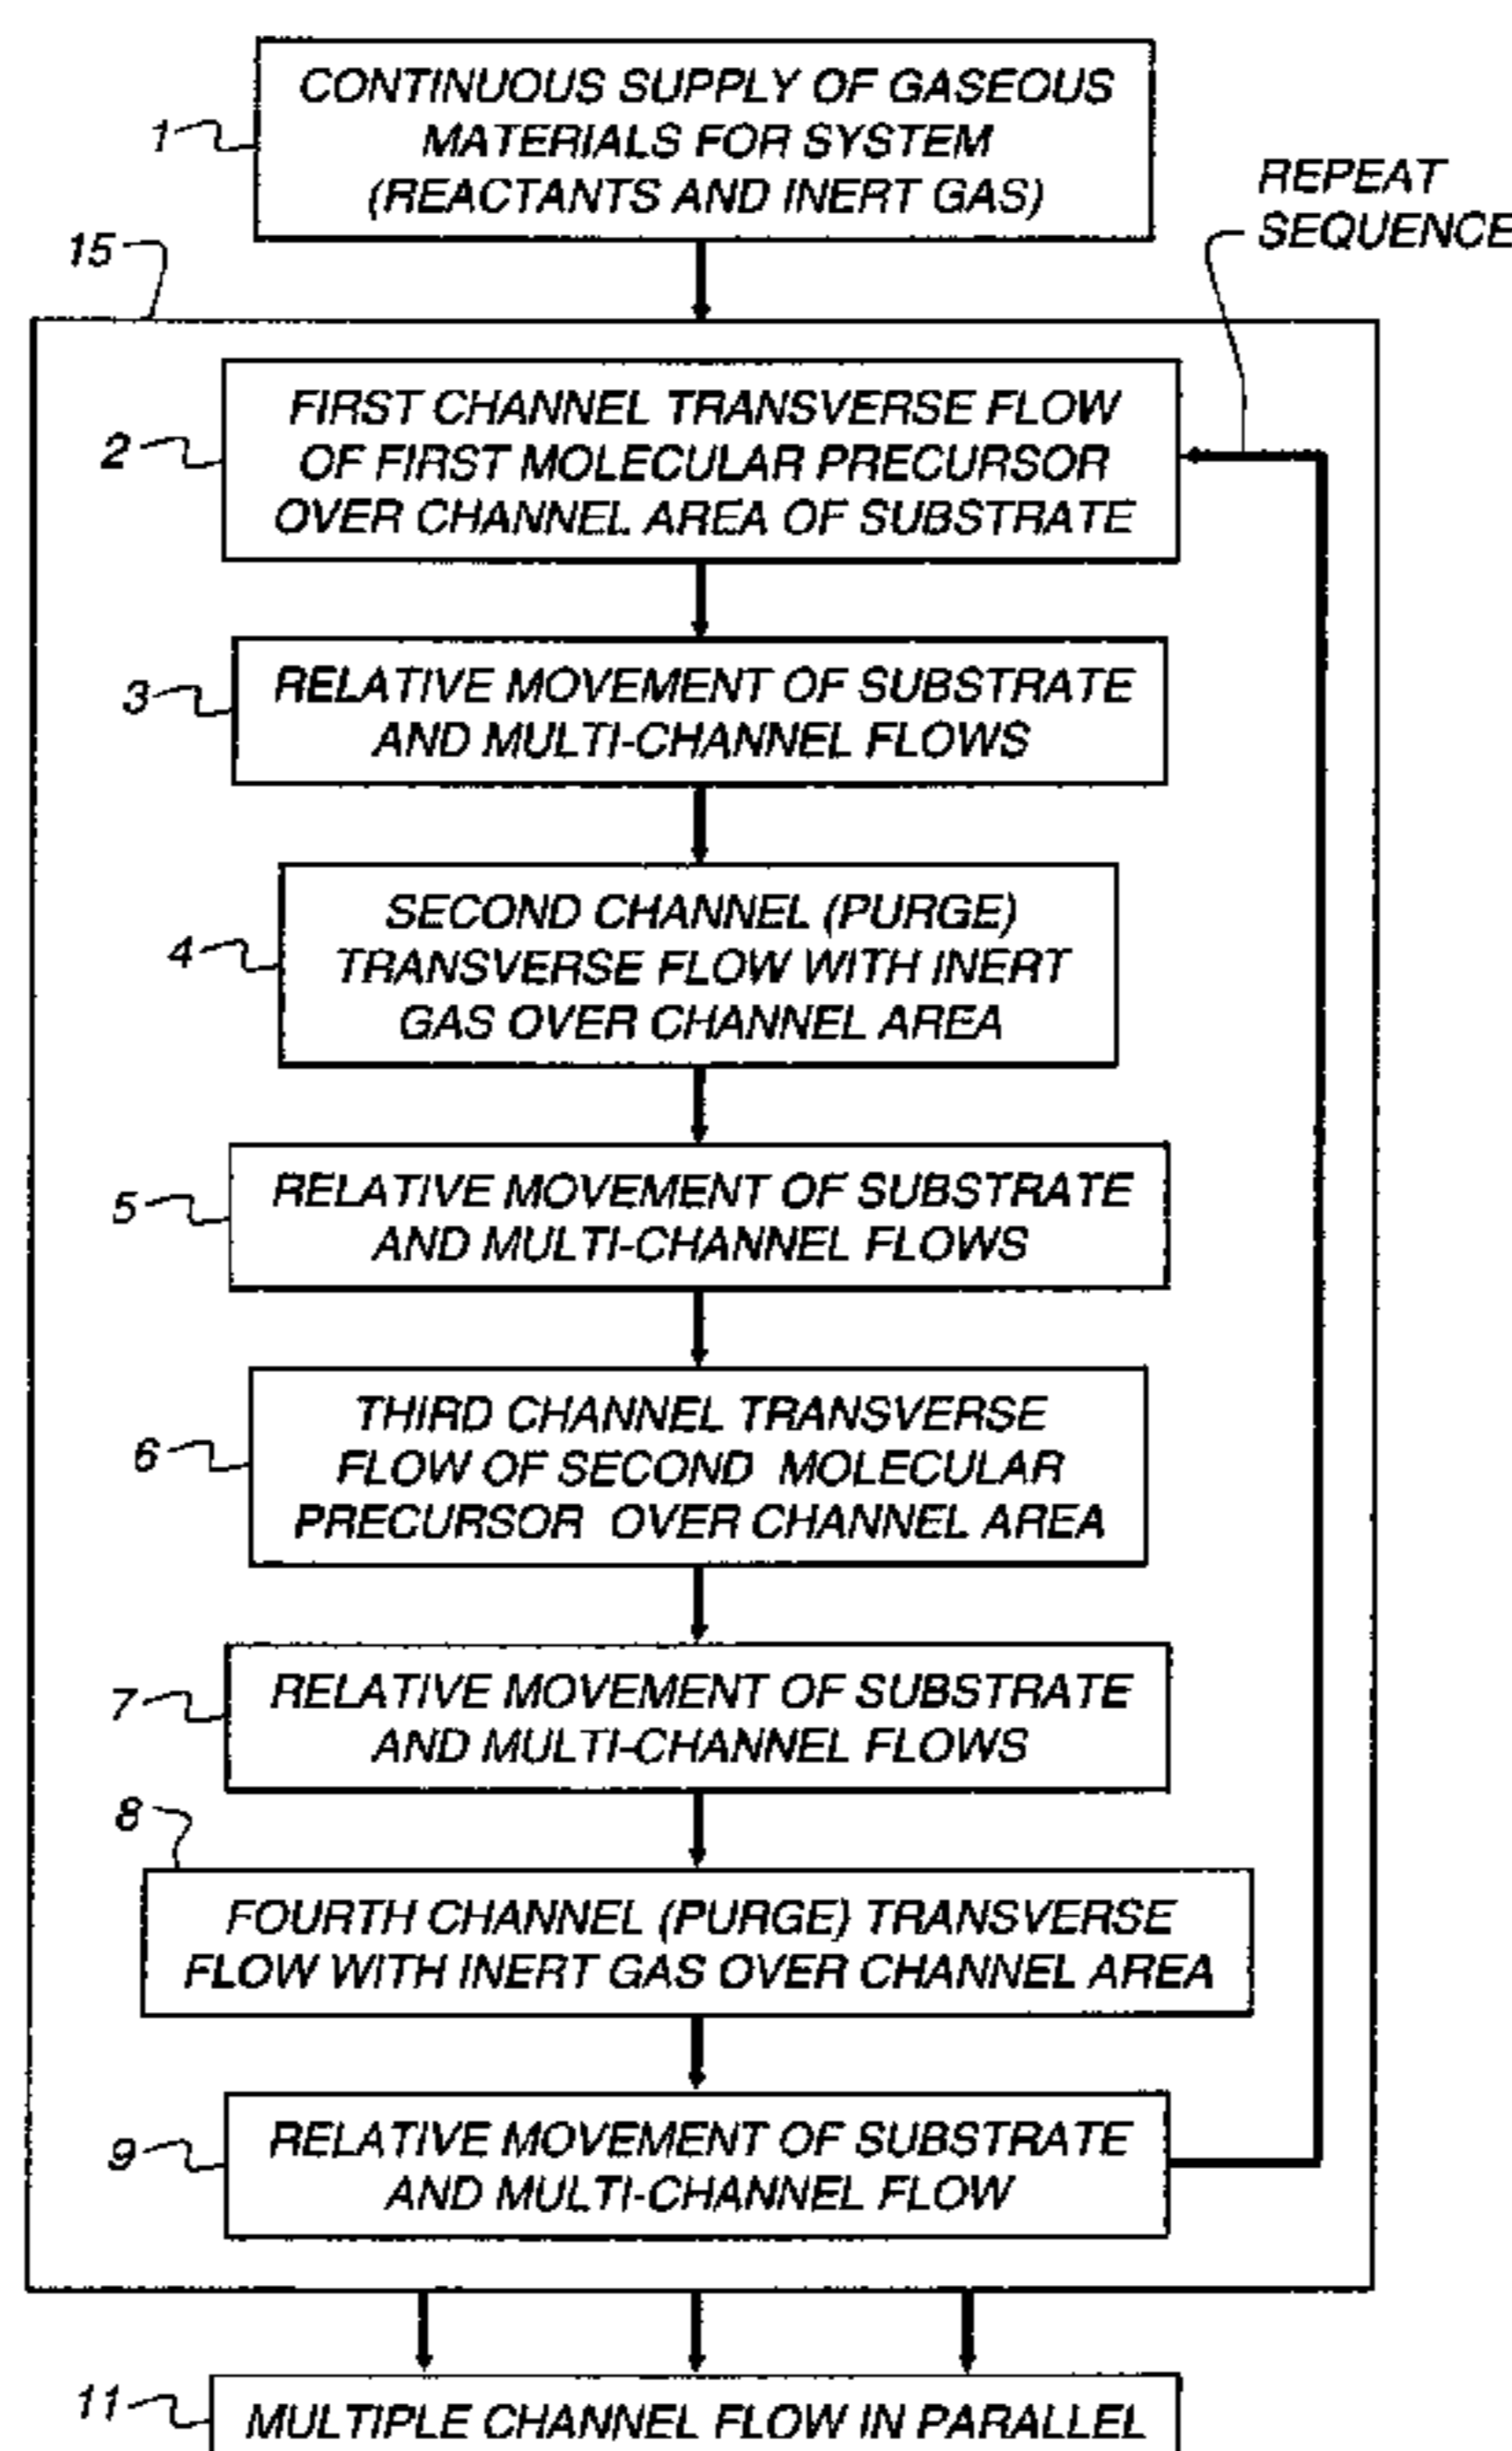 CONTINUOUS SUPPLY OF GASEOUS
MATERIALS FOR SYSTEM
(REACTANTS AND INERT GAS)
1
REPEAT
SEQUENCE
15
FIRST CHANNEL TRANSVERSE FLOW
OF FIRST MOLECULAR PRECURSOR
OVER CHANNEL AREA OF SUBSTRATE
2
RELATIVE MOVEMENT OF SUBSTRATE
AND MULTI-CHANNEL FLOWS
3
SECOND CHANNEL (PURGE)
TRANSVERSE FLOW WITH INERT
GAS OVER CHANNEL AREA
4
RELATIVE MOVEMENT OF SUBSTRATE
AND MULTI-CHANNEL FLOWS
5
THIRD CHANNEL TRANSVERSE
FLOW OF SECOND MOLECULAR
PRECURSOR OVER CHANNEL AREA
6
RELATIVE MOVEMENT OF SUBSTRATE
AND MULTI-CHANNEL FLOWS
7
8
FOURTH CHANNEL (PURGE) TRANSVERSE
FLOW WITH INERT GAS OVER CHANNEL AREA
RELATIVE MOVEMENT OF SUBSTRATE
AND MULTI-CHANNEL FLOW
9
11
MULTIPLE CHANNEL FLOW IN PARALLEL